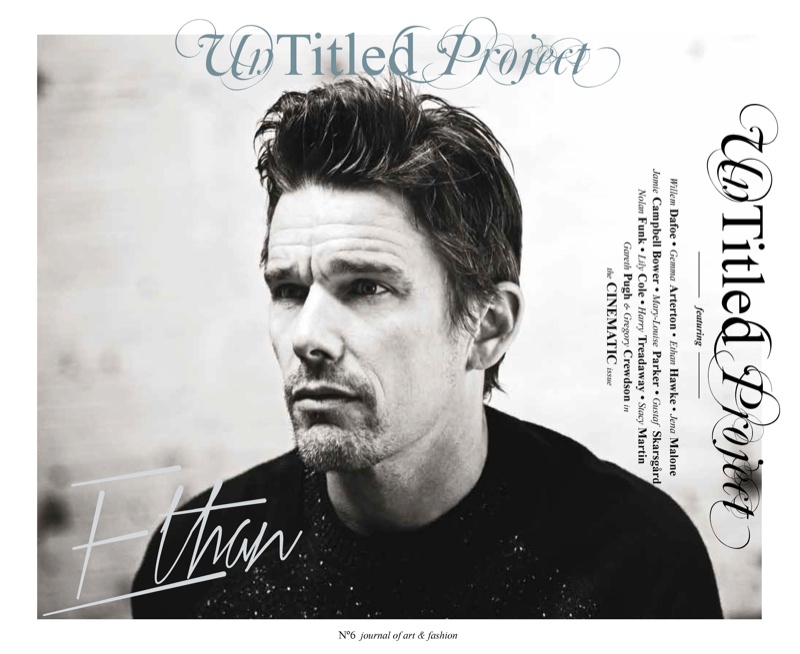 UnTitled Project
UnTitled Project
featuring
Willem Dafoe • Gemma Arterton • Ethan Hawke • Jena Malone
Jamie Campbell Bower • Mary-Louise Parker • Gustaf Skarsgård
Nolan Funk • Lily Cole • Harry Treadaway • Stacy Martin
Gareth Pugh & Gregory Crewdson in
the CINEMATIC issue
Ethan
Nº6 journal of art & fashion